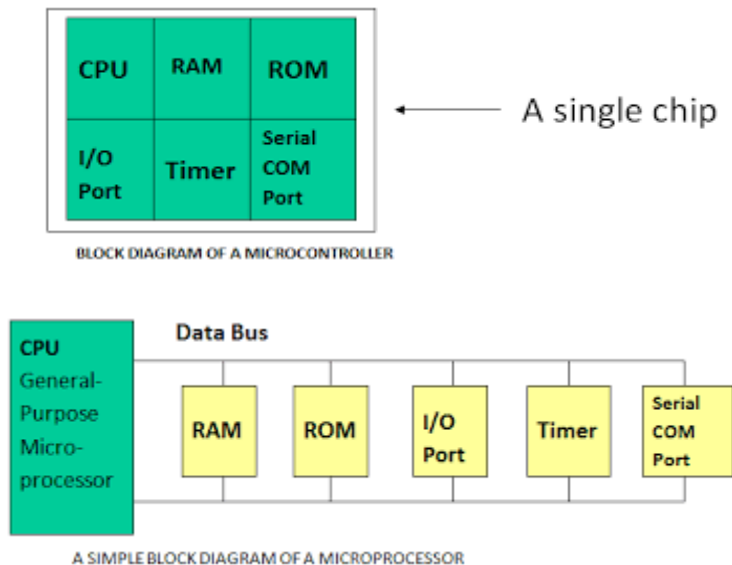 CPU
RAM
ROM
I/O
Port
Timer
Serial
COM
Port
A single chip
BLOCK DIAGRAM OF A MICROCONTROLLER
CPU
General-
Purpose
Micro-
processor
Data Bus
RAM
ROM
I/O
Port
Timer
Serial
COM
Port
A SIMPLE BLOCK DIAGRAM OF A MICROPROCESSOR